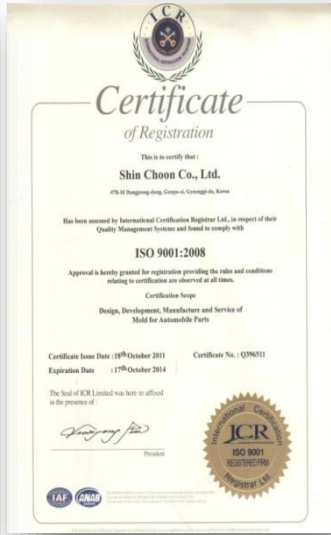 ICR
Certificate
of Registration
This is to certify that :
Shin Choon Co., Ltd.
Gunpo-si, Gyeonggi-do, Korea
Has been assessed by International Certification Registrar Ltd., in respect of their
Quality Management Systems and found to comply with
ISO 9001:2008
Approval is hereby granted for registration providing the rules and conditions
relating to certification are observed at all times.
Certification Scope
Design, Development, Manufacture and Service of
Mold for Automobile Parts
Certificate Issue Date : 18th October 2011
Certificate No. : Q396511
Expiration Date : 17th October 2014
The Seal of ICR Limited was here to affixed
in the presence of :
President
International Certification
ICR
ISO 9001
REGISTERED FIRM
Registrar Ltd.
IAF
ANAB